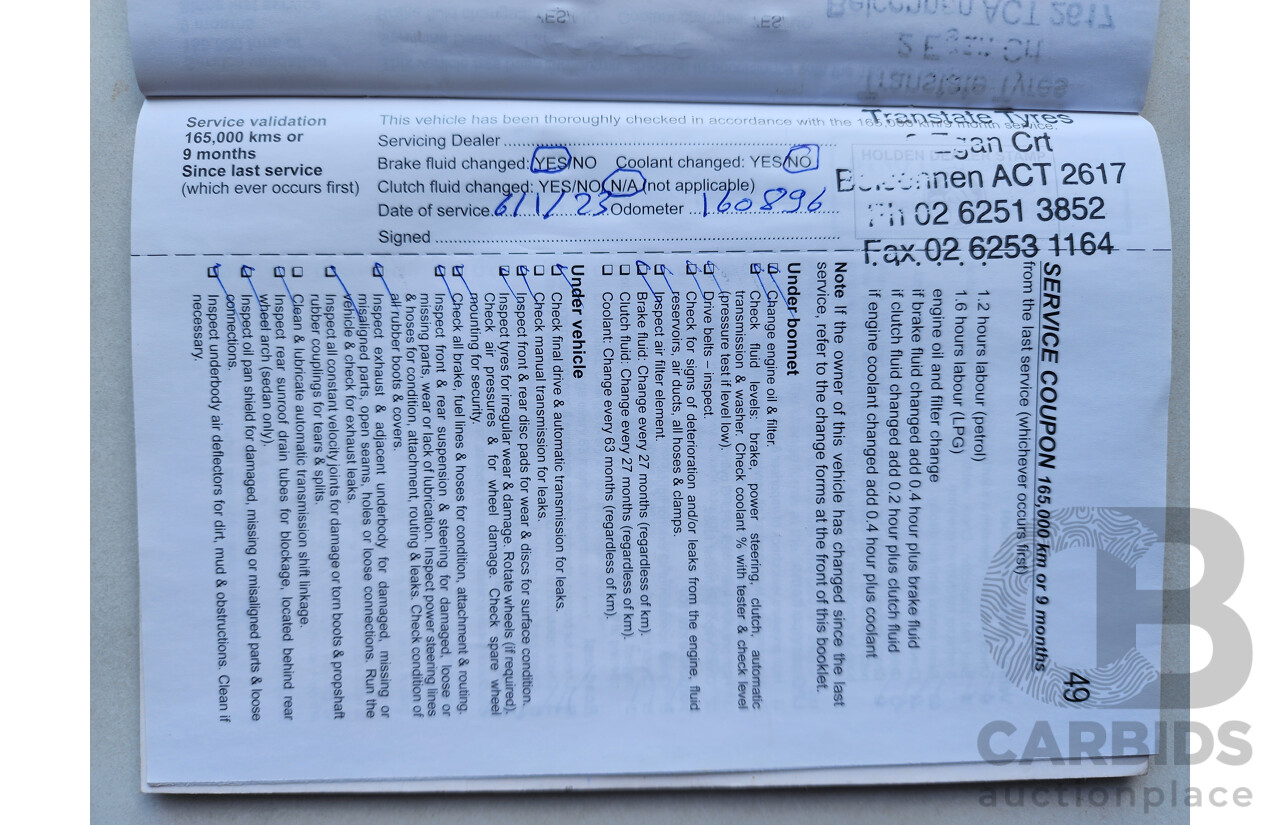 Belconnen ACT 2617
2 Egan Crt
Transtate Tyres
Service validation
165,000 kms or
9 months
Since last service
(which ever occurs first)
This vehicle has been thoroughly checked in accordance with the 165,000 km/9 month service.
Servicing Dealer
Brake fluid changed: YES/NO Coolant changed: YES/NO
Clutch fluid changed: YES/NO/N/A (not applicable)
Date of service 6/1/23 Odometer 160896
Signed
HOLDEN DEALER STAMP
Transtate Tyres
Egan Crt
Belconnen ACT 2617
Ph 02 6251 3852
Fax 02 6253 1164
49
SERVICE COUPON 165,000 km or 9 months
from the last service (whichever occurs first)
1.2 hours labour (petrol)
1.6 hours labour (LPG)
engine oil and filter change
if brake fluid changed add 0.4 hour plus brake fluid
if clutch fluid changed add 0.2 hour plus clutch fluid
if engine coolant changed add 0.4 hour plus coolant
Note If the owner of this vehicle has changed since the last
service, refer to the change forms at the front of this booklet.
Under bonnet
Change engine oil & filter.
Check fluid levels: brake, power steering, clutch, automatic
transmission & washer. Check coolant % with tester & check level
(pressure test if level low).
Drive belts – inspect.
Check for signs of deterioration and/or leaks from the engine, fluid
reservoirs, air ducts, all hoses & clamps.
Inspect air filter element.
Brake fluid: Change every 27 months (regardless of km).
Clutch fluid: Change every 27 months (regardless of km).
Coolant: Change every 63 months (regardless of km).
Under vehicle
Check final drive & automatic transmission for leaks.
Check manual transmission for leaks.
Inspect front & rear disc pads for wear & discs for surface condition.
Inspect tyres for irregular wear & damage. Rotate wheels (if required).
Check air pressures & for wheel damage. Check spare wheel
mounting for security.
Check all brake, fuel lines & hoses for condition, attachment & routing.
Inspect front & rear suspension & steering for damaged, loose or
missing parts, wear or lack of lubrication. Inspect power steering lines
& hoses for condition, attachment, routing & leaks. Check condition of
all rubber boots & covers.
Inspect exhaust & adjacent underbody for damaged, missing or
misaligned parts, open seams, holes or loose connections. Run the
vehicle & check for exhaust leaks.
Inspect all constant velocity joints for damage or torn boots & propshaft
rubber couplings for tears & splits.
Clean & lubricate automatic transmission shift linkage.
Inspect rear sunroof drain tubes for blockage, located behind rear
wheel arch (sedan only).
Inspect oil pan shield for damaged, missing or misaligned parts & loose
connections.
Inspect underbody air deflectors for dirt, mud & obstructions. Clean if
necessary.
CARBIDS
auctionplace